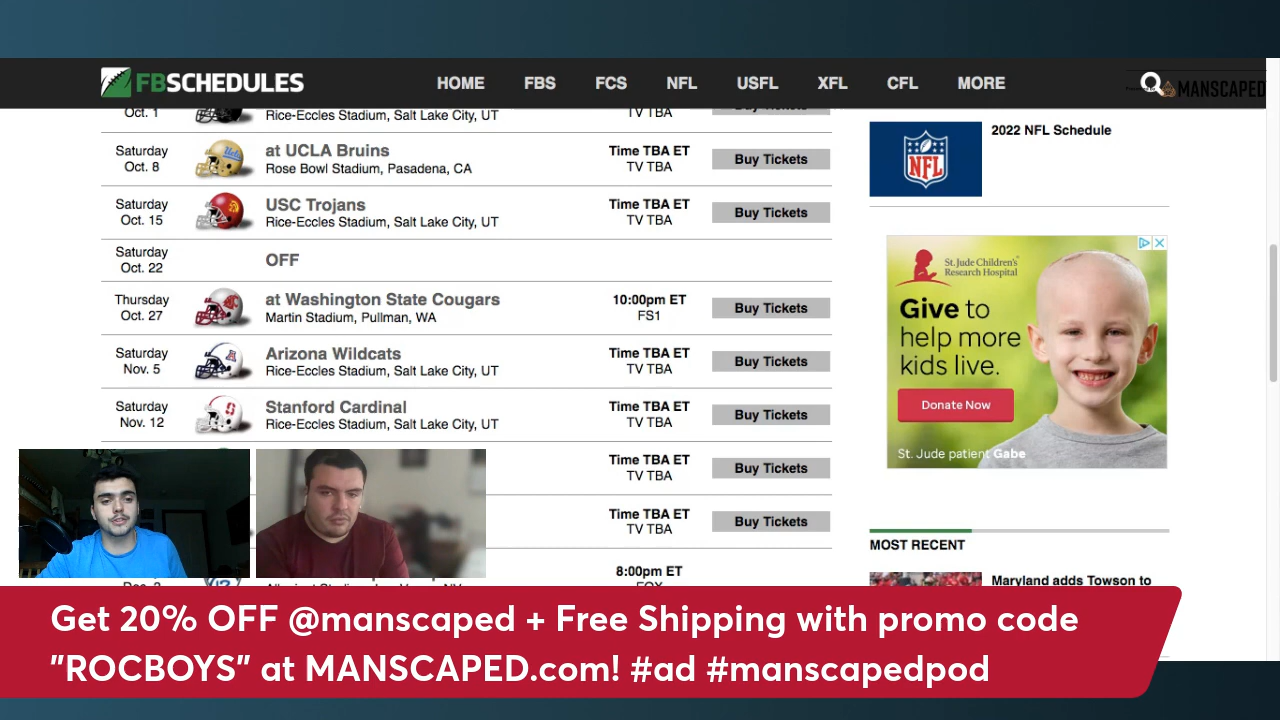 FBSCHEDULES
HOME
FBS
FCS
NFL
USFL
XFL
CFL
MORE
MANSCAPED
Oct. 1
Rice-Eccles Stadium, Salt Lake City, UT
TV TBA
Buy Tickets
Saturday
Oct. 8
at UCLA Bruins
Rose Bowl Stadium, Pasadena, CA
Time TBA ET
TV TBA
Buy Tickets
Saturday
Oct. 15
USC Trojans
Rice-Eccles Stadium, Salt Lake City, UT
Time TBA ET
TV TBA
Buy Tickets
Saturday
Oct. 22
OFF
Thursday
Oct. 27
at Washington State Cougars
Martin Stadium, Pullman, WA
10:00pm ET
FS1
Buy Tickets
Saturday
Nov. 5
Arizona Wildcats
Rice-Eccles Stadium, Salt Lake City, UT
Time TBA ET
TV TBA
Buy Tickets
Saturday
Nov. 12
Stanford Cardinal
Rice-Eccles Stadium, Salt Lake City, UT
Time TBA ET
TV TBA
Buy Tickets
Time TBA ET
TV TBA
Buy Tickets
Time TBA ET
TV TBA
Buy Tickets
8:00pm ET
FOX
NFL
2022 NFL Schedule
St. Jude Children's
Research Hospital
Give to
help more
kids live.
Donate Now
St. Jude patient Gabe
MOST RECENT
Maryland adds Towson to
Get 20% OFF @manscaped + Free Shipping with promo code
"ROCBOYS" at MANSCAPED.com! #ad #manscapedpod